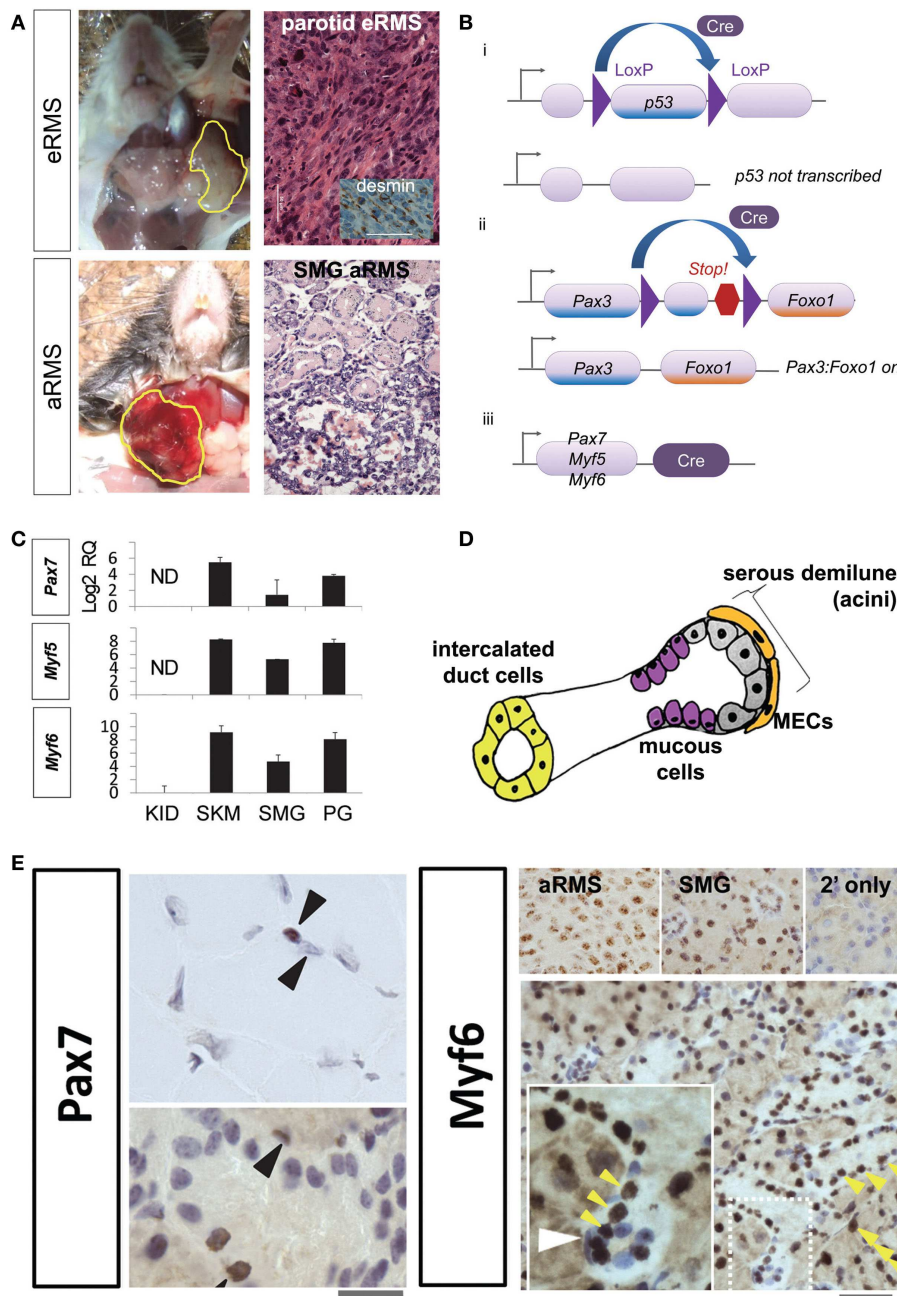 A
eRMS
parotid eRMS
desmin
aRMS
SMG aRMS
B
i
Cre
LoxP
LoxP
p53
p53 not transcribed
ii
Cre
Stop!
Pax3
Foxo1
Pax3
Foxo1
Pax3:Foxo1 on
iii
Pax7
Myf5
Myf6
Cre
C
Pax7
Log2 RQ
6
4
2
0
ND
Myf5
8
6
4
2
0
ND
Myf6
10
8
6
4
2
0
KID SKM SMG PG
D
serous demilune
(acini)
intercalated
duct cells
MECs
mucous
cells
E
Pax7
Myf6
aRMS
SMG
2' only